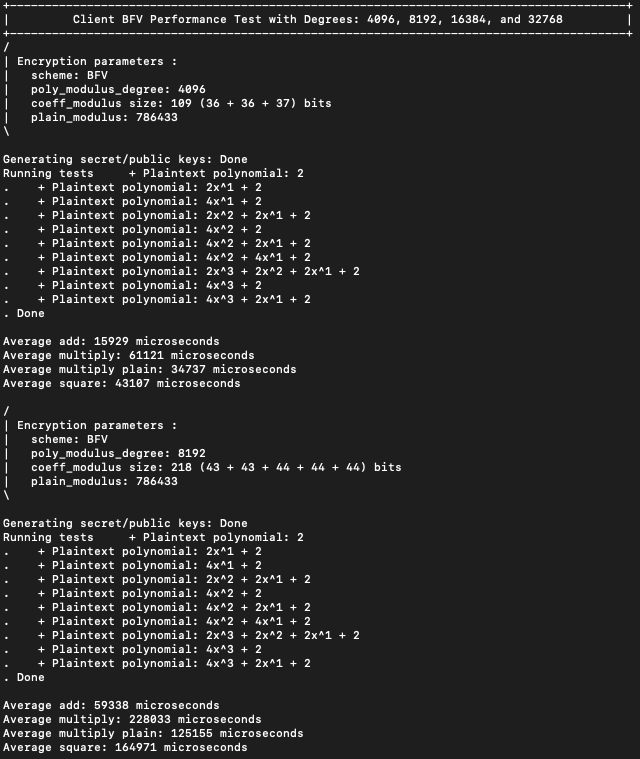 +----------------------------------------------------------------------------------------+
|         Client BFV Performance Test with Degrees: 4096, 8192, 16384, and 32768         |
+----------------------------------------------------------------------------------------+
/
| Encryption parameters :
|   scheme: BFV
|   poly_modulus_degree: 4096
|   coeff_modulus size: 109 (36 + 36 + 37) bits
|   plain_modulus: 786433
\
Generating secret/public keys: Done
Running tests     + Plaintext polynomial: 2
.    + Plaintext polynomial: 2x^1 + 2
.    + Plaintext polynomial: 4x^1 + 2
.    + Plaintext polynomial: 2x^2 + 2x^1 + 2
.    + Plaintext polynomial: 4x^2 + 2
.    + Plaintext polynomial: 4x^2 + 2x^1 + 2
.    + Plaintext polynomial: 4x^2 + 4x^1 + 2
.    + Plaintext polynomial: 2x^3 + 2x^2 + 2x^1 + 2
.    + Plaintext polynomial: 4x^3 + 2
.    + Plaintext polynomial: 4x^3 + 2x^1 + 2
. Done
Average add: 15929 microseconds
Average multiply: 61121 microseconds
Average multiply plain: 34737 microseconds
Average square: 43107 microseconds
/
| Encryption parameters :
|   scheme: BFV
|   poly_modulus_degree: 8192
|   coeff_modulus size: 218 (43 + 43 + 44 + 44 + 44) bits
|   plain_modulus: 786433
\
Generating secret/public keys: Done
Running tests     + Plaintext polynomial: 2
.    + Plaintext polynomial: 2x^1 + 2
.    + Plaintext polynomial: 4x^1 + 2
.    + Plaintext polynomial: 2x^2 + 2x^1 + 2
.    + Plaintext polynomial: 4x^2 + 2
.    + Plaintext polynomial: 4x^2 + 2x^1 + 2
.    + Plaintext polynomial: 4x^2 + 4x^1 + 2
.    + Plaintext polynomial: 2x^3 + 2x^2 + 2x^1 + 2
.    + Plaintext polynomial: 4x^3 + 2
.    + Plaintext polynomial: 4x^3 + 2x^1 + 2
. Done
Average add: 59338 microseconds
Average multiply: 228033 microseconds
Average multiply plain: 125155 microseconds
Average square: 164971 microseconds